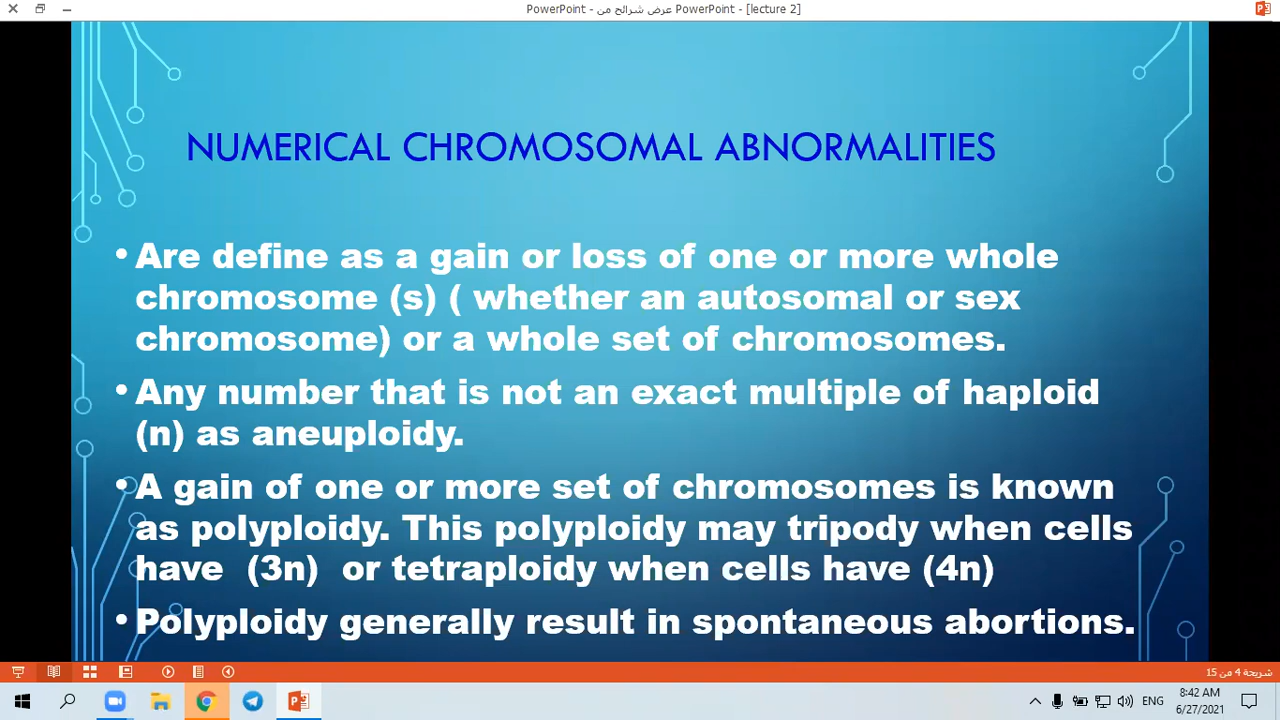 PowerPoint - عرض شرائح من PowerPoint - [lecture 2]
NUMERICAL CHROMOSOMAL ABNORMALITIES
• Are define as a gain or loss of one or more whole
chromosome (s) ( whether an autosomal or sex
chromosome) or a whole set of chromosomes.
• Any number that is not an exact multiple of haploid
(n) as aneuploidy.
• A gain of one or more set of chromosomes is known
as polyploidy. This polyploidy may tripody when cells
have (3n) or tetraploidy when cells have (4n)
• Polyploidy generally result in spontaneous abortions.
شريحة 4 من 15
ENG
8:42 AM
6/27/2021